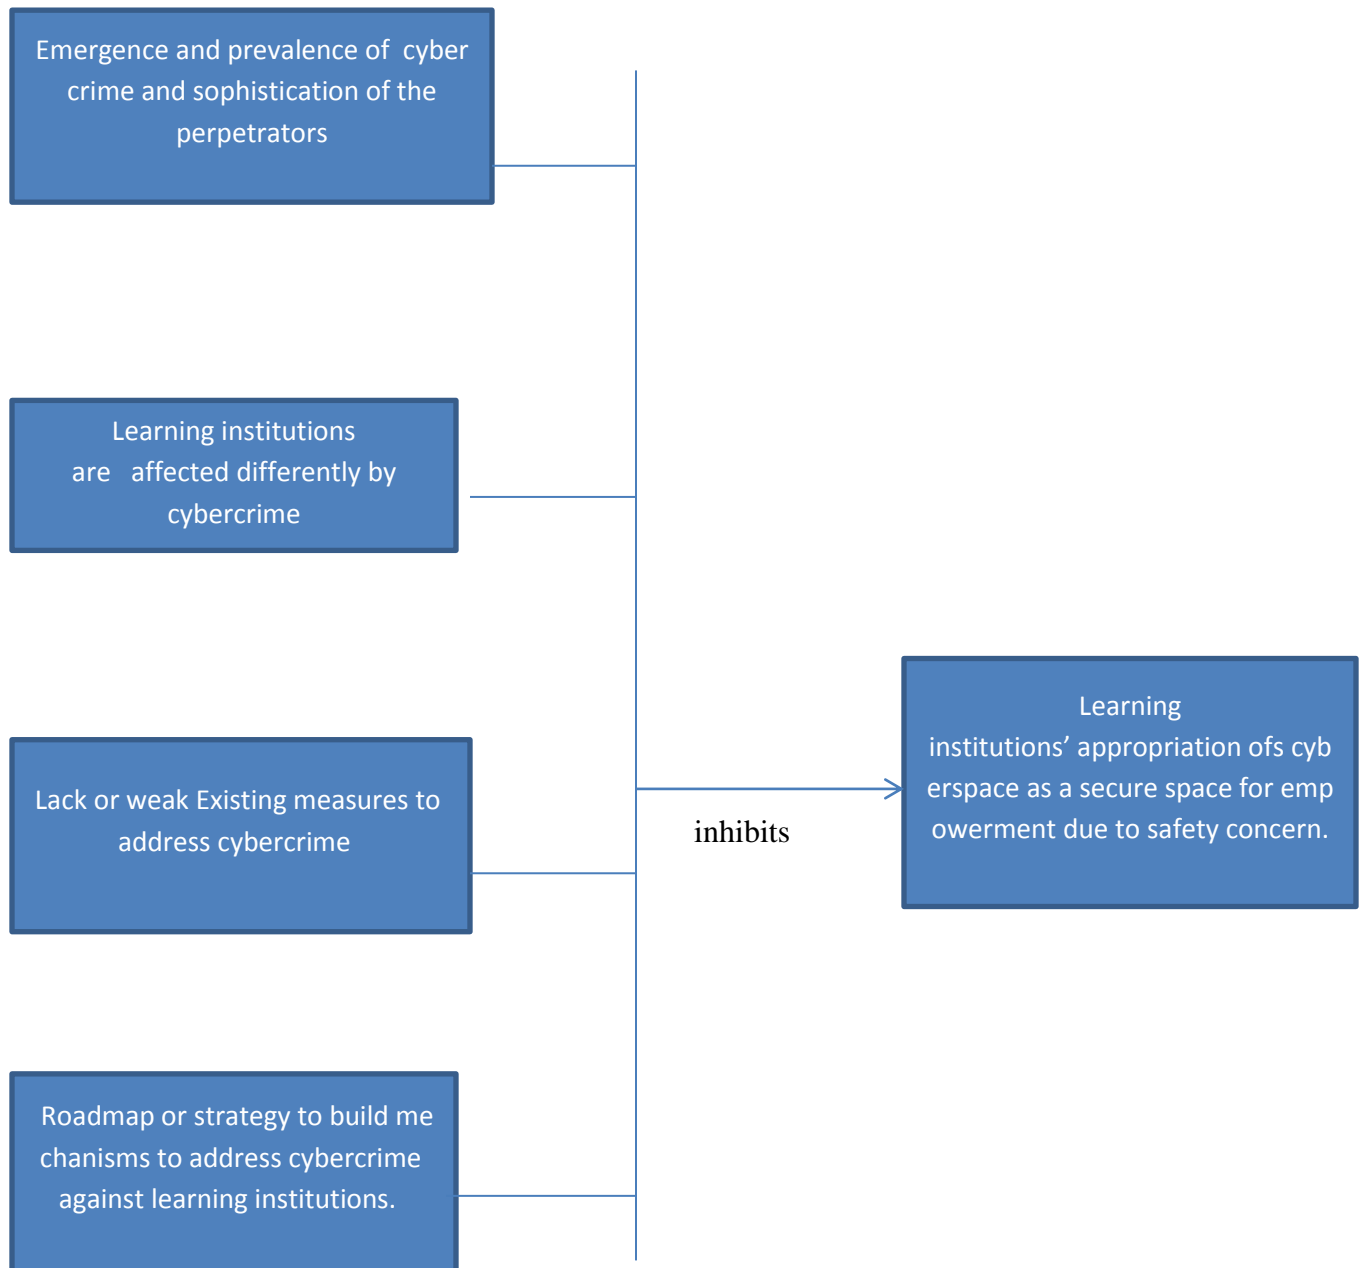 Emergence and prevalence of cyber
crime and sophistication of the
perpetrators
Learning institutions
are affected differently by
cybercrime
Lack or weak Existing measures to
address cybercrime
Roadmap or strategy to build me
chanisms to address cybercrime
against learning institutions.
inhibits
Learning
institutions’ appropriation ofs cyb
erspace as a secure space for emp
owerment due to safety concern.